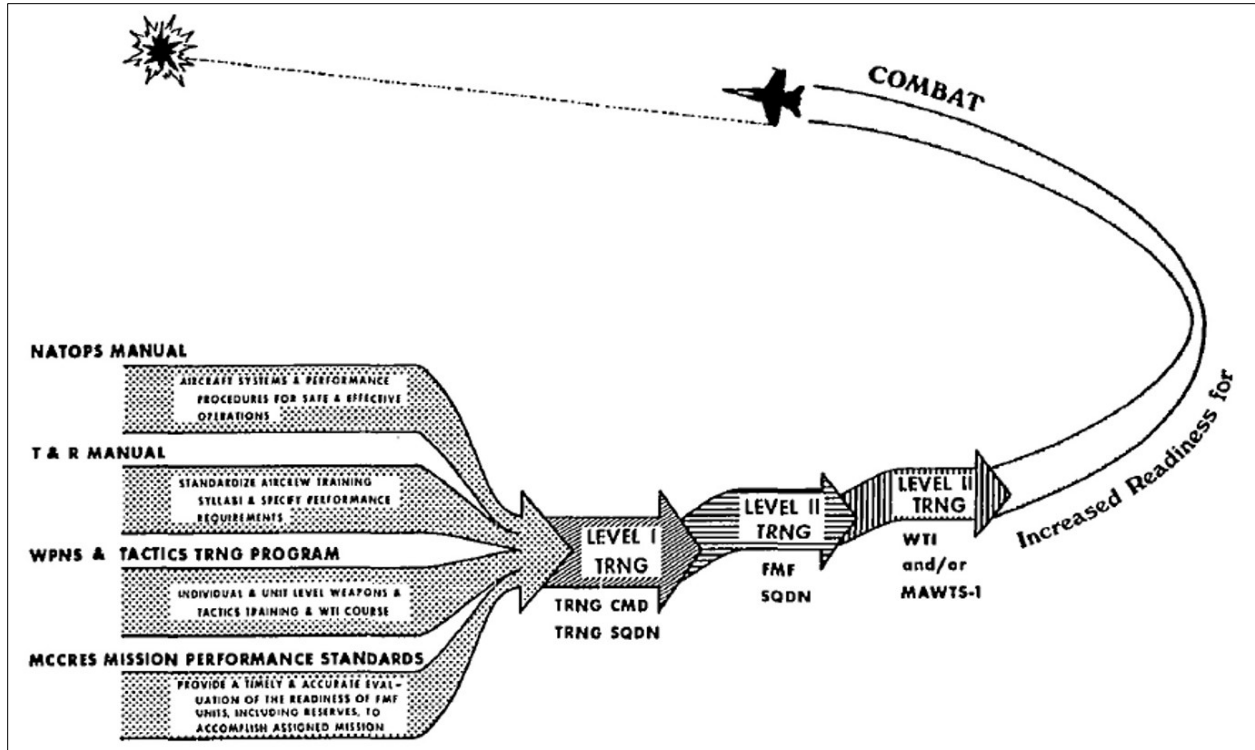 COMBAT
Increased Readiness for
NATOPS MANUAL
AIRCRAFT SYSTEMS & PERFORMANCE
PROCEDURES FOR SAFE & EFFECTIVE
OPERATIONS
T & R MANUAL
STANDARDIZE AIRCREW TRAINING
SYLLABI & SPECIFY PERFORMANCE
REQUIREMENTS
WPNS & TACTICS TRNG PROGRAM
INDIVIDUAL & UNIT LEVEL WEAPONS &
TACTICS TRAINING & WTI COURSE
MCCRES MISSION PERFORMANCE STANDARDS
PROVIDE A TIMELY & ACCURATE EVAL-
UATION OF THE READINESS OF FMF
UNITS, INCLUDING RESERVES, TO
ACCOMPLISH ASSIGNED MISSION
LEVEL I
TRNG
TRNG CMD
TRNG SQDN
LEVEL II
TRNG
FMF
SQDN
LEVEL II
TRNG
WTI
and/or
MAWTS-1